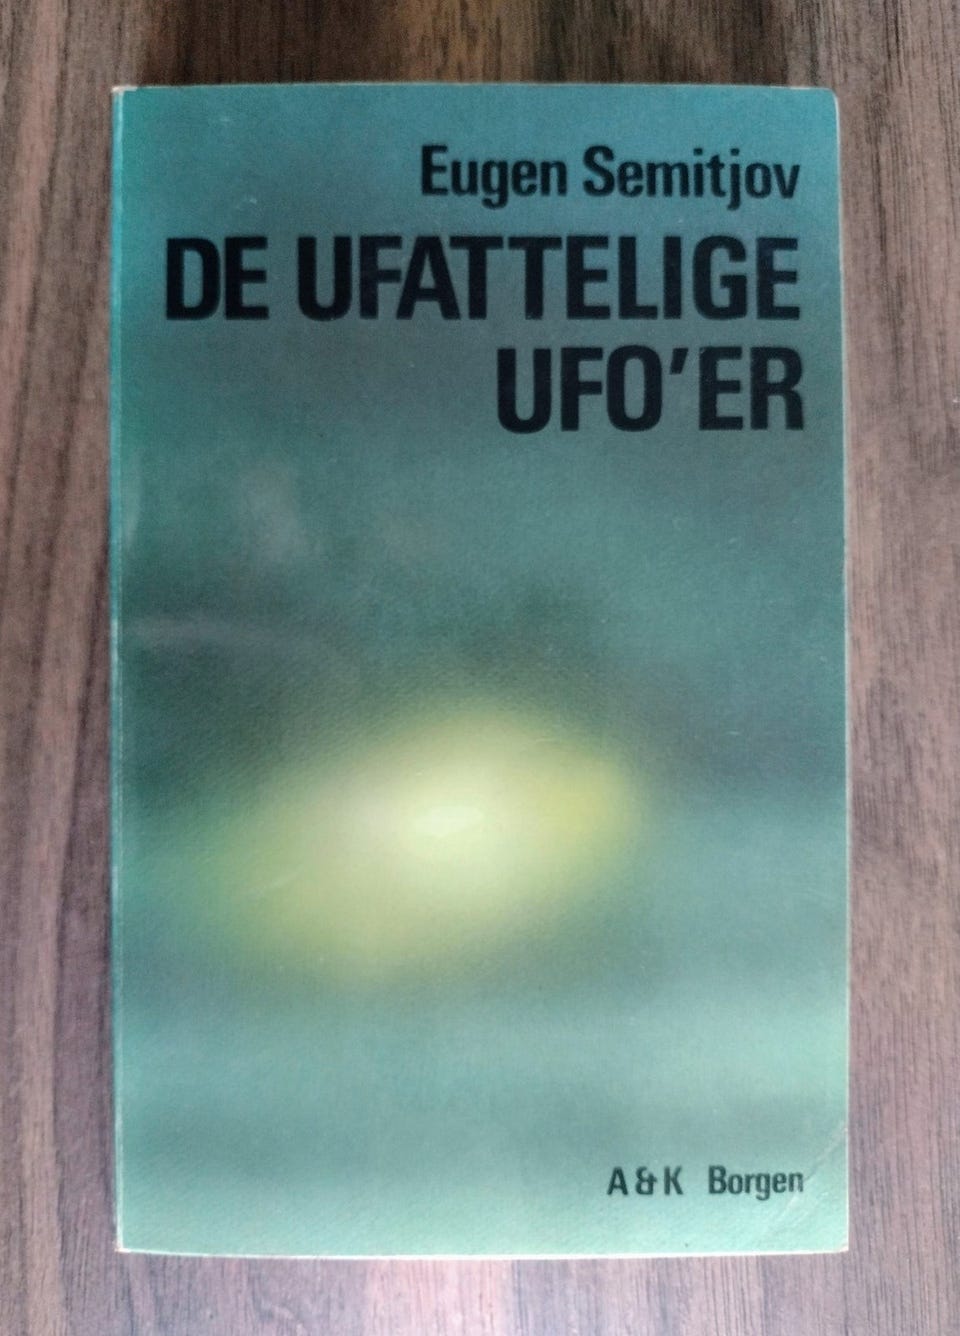 Eugen Semitjov
DE UFATTELIGE
UFO'ER
A & K Borgen